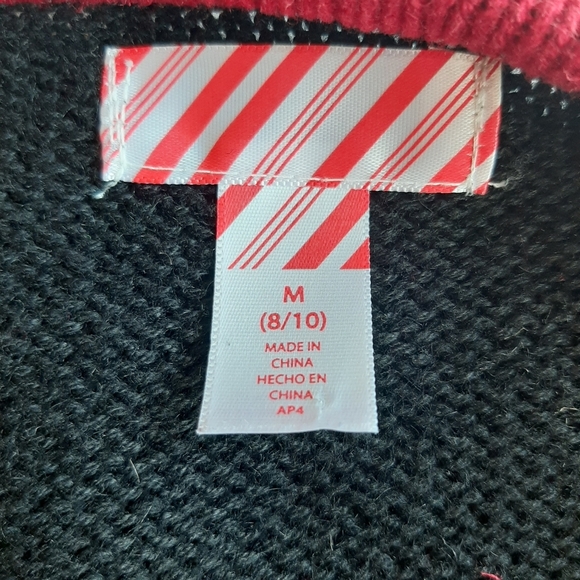 M
(8/10)
MADE IN
CHINA
HECHO EN
CHINA
AP4